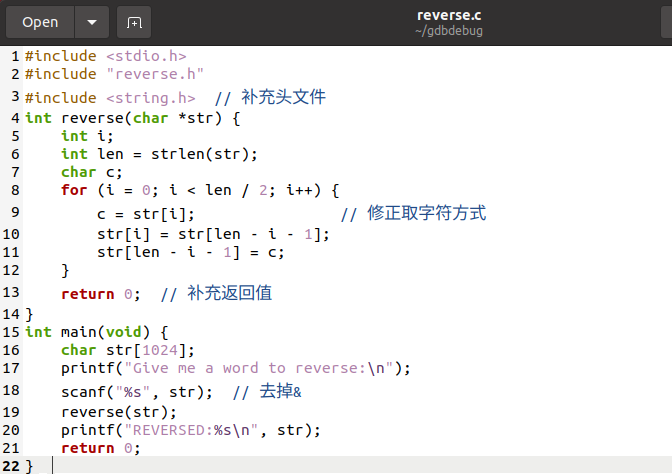 Open
reverse.c
~/gdbdebug
1 #include <stdio.h>
2 #include "reverse.h"
3 #include <string.h>  // 补充头文件
4 int reverse(char *str) {
5     int i;
6     int len = strlen(str);
7     char c;
8     for (i = 0; i < len / 2; i++) {
9         c = str[i];                // 修正取字符方式
10         str[i] = str[len - i - 1];
11         str[len - i - 1] = c;
12     }
13     return 0;  // 补充返回值
14 }
15 int main(void) {
16     char str[1024];
17     printf("Give me a word to reverse:\n");
18     scanf("%s", str);  // 去掉&
19     reverse(str);
20     printf("REVERSED:%s\n", str);
21     return 0;
22 }